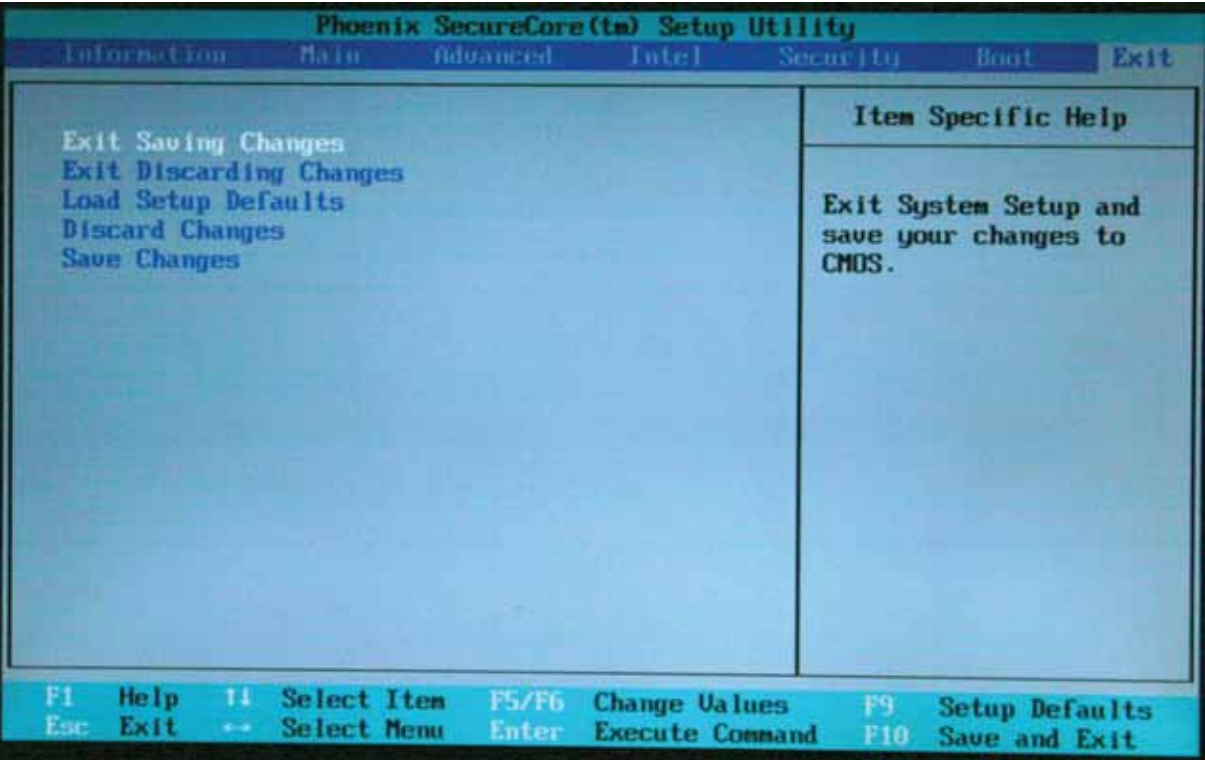 Phoenix SecureCore(tm) Setup Utility
Information Main Advanced Intel Security Boot Exit
Exit Saving Changes
Exit Discarding Changes
Load Setup Defaults
Discard Changes
Save Changes
Item Specific Help
Exit System Setup and
save your changes to
CMOS.
F1 Help ↑↓ Select Item F5/F6 Change Values F9 Setup Defaults
Esc Exit ↔ Select Menu Enter Execute Command F10 Save and Exit